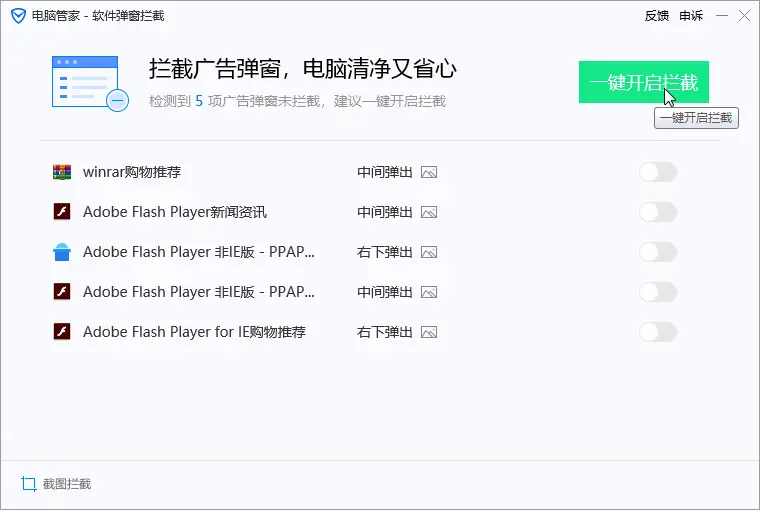 电脑管家 - 软件弹窗拦截
反馈 申诉
拦截广告弹窗，电脑清净又省心
检测到 5 项广告弹窗未拦截，建议一键开启拦截
一键开启拦截
一键开启拦截
winrar购物推荐 中间弹出
Adobe Flash Player新闻资讯 中间弹出
Adobe Flash Player 非IE版 - PPAP... 右下弹出
Adobe Flash Player 非IE版 - PPAP... 中间弹出
Adobe Flash Player for IE购物推荐 右下弹出
截图拦截